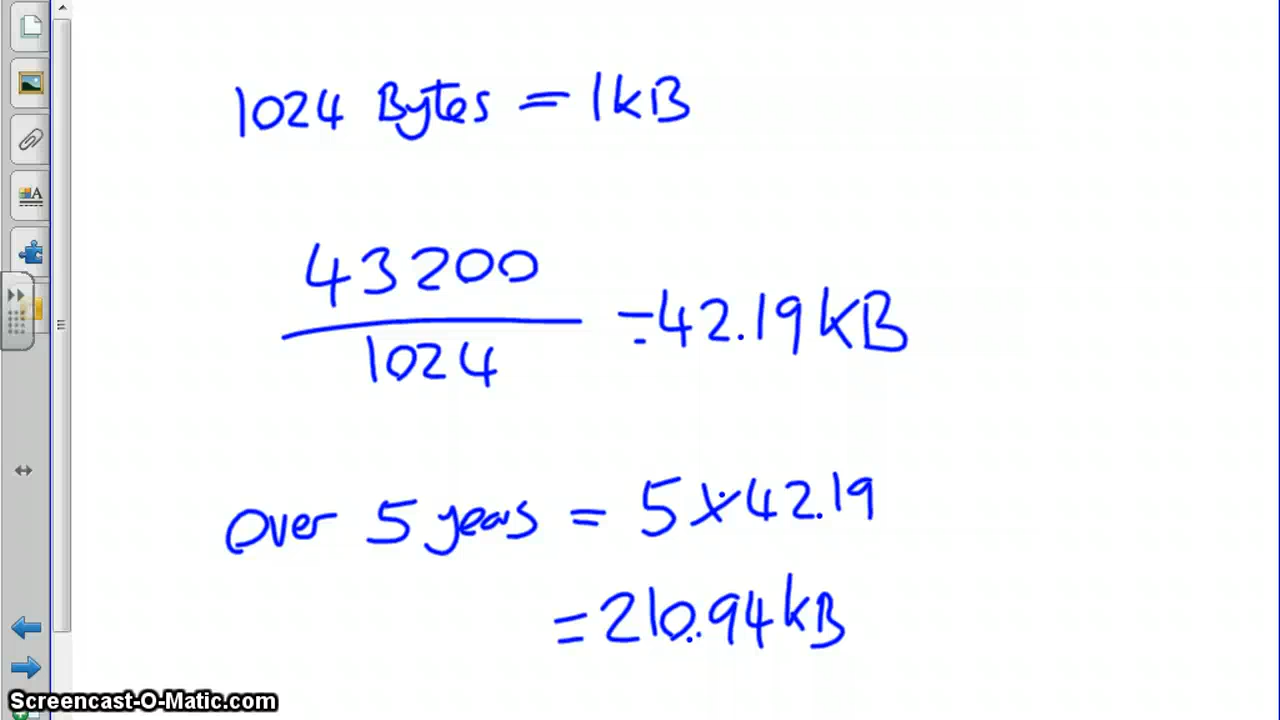 1024 Bytes = 1kB
43200
1024
= 42.19 kB
Over 5 years = 5 × 42.19
= 210.94 kB
Screencast-O-Matic.com